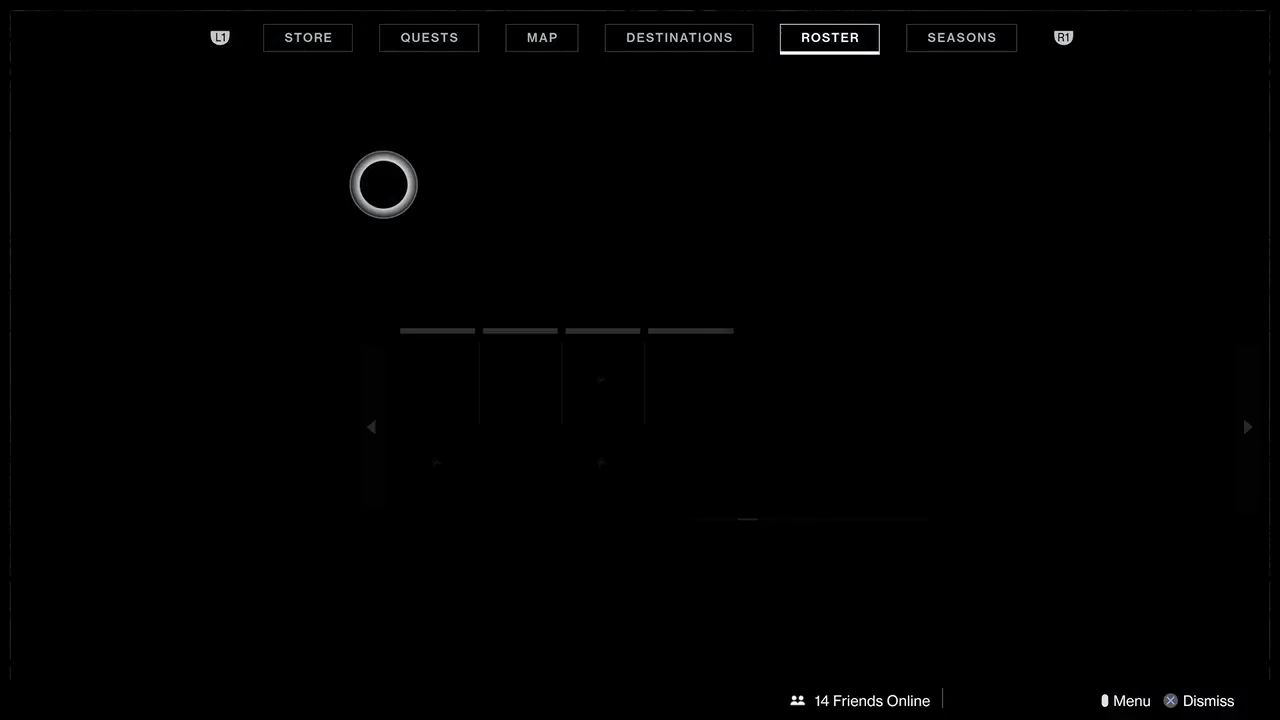 L1 STORE QUESTS MAP DESTINATIONS ROSTER SEASONS R1
14 Friends Online Menu Dismiss